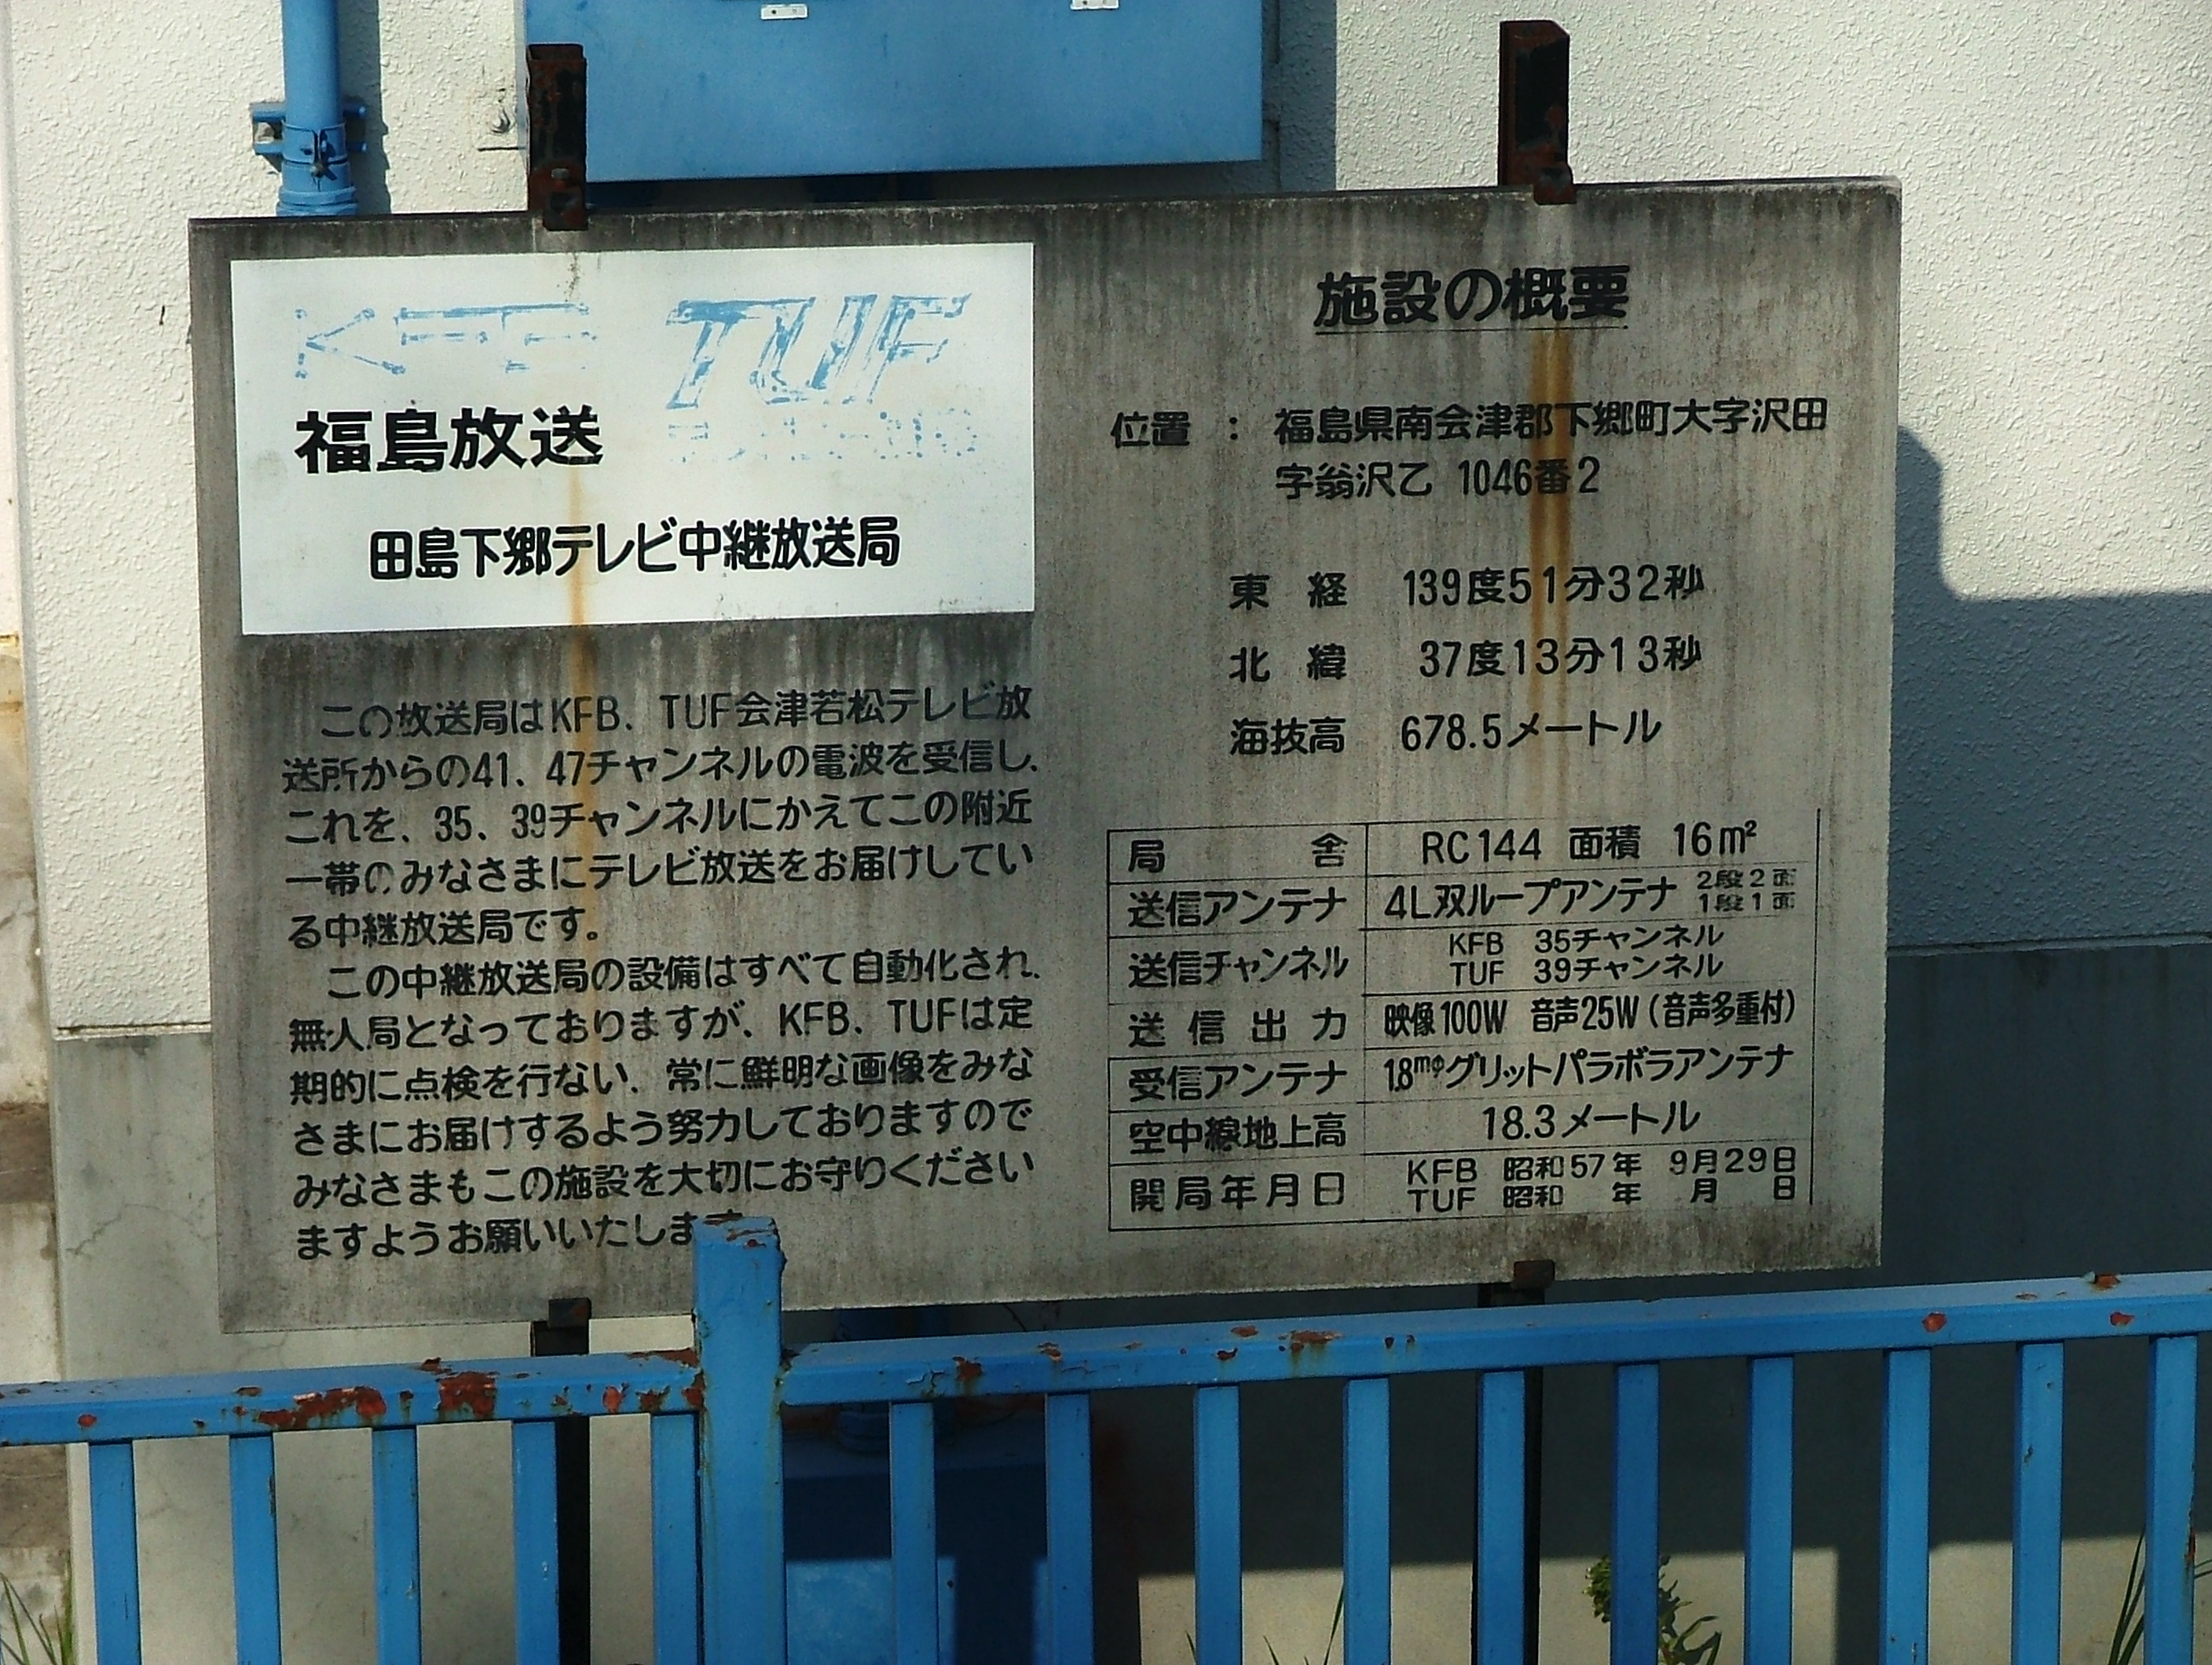 KFB TUF
福島放送
田島下郷テレビ中継放送局
この放送局はKFB、TUF会津若松テレビ放
送所からの41、47チャンネルの電波を受信し、
これを、35、39チャンネルにかえてこの附近
一帯のみなさまにテレビ放送をお届けしてい
る中継放送局です。
この中継放送局の設備はすべて自動化され、
無人局となっておりますが、KFB、TUFは定
期的に点検を行ない、常に鮮明な画像をみな
さまにお届けするよう努力しておりますので
みなさまもこの施設を大切にお守りください
ますようお願いいたします
施設の概要
位置 : 福島県南会津郡下郷町大字沢田
字翁沢乙 1046番2
東経 139度51分32秒
北緯 37度13分13秒
海抜高 678.5メートル
局舎 RC144 面積 16m²
送信アンテナ 4L双ループアンテナ 2段2面 1段1面
送信チャンネル KFB 35チャンネル
TUF 39チャンネル
送信出力 映像100W 音声25W(音声多重付)
受信アンテナ 1.8mφグリットパラボラアンテナ
空中線地上高 18.3メートル
開局年月日 KFB 昭和57年 9月29日
TUF 昭和 年 月 日